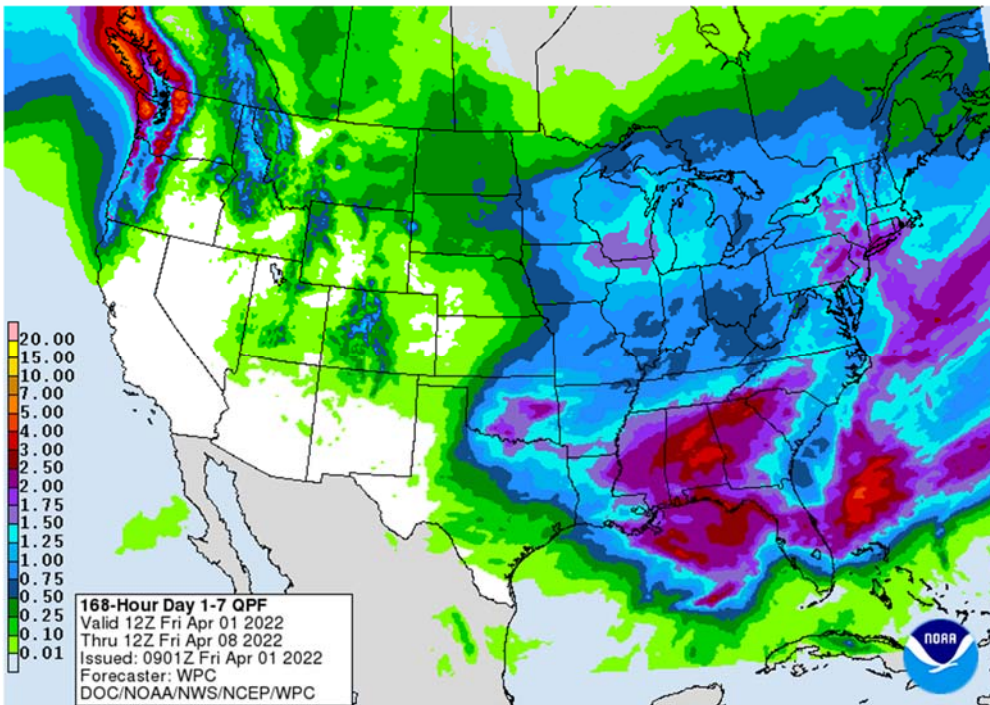 20.00
15.00
10.00
7.00
5.00
4.00
3.00
2.50
2.00
1.75
1.50
1.25
1.00
0.75
0.50
0.25
0.10
0.01
168-Hour Day 1-7 QPF
Valid 12Z Fri Apr 01 2022
Thru 12Z Fri Apr 08 2022
Issued: 0901Z Fri Apr 01 2022
Forecaster: WPC
DOC/NOAA/NWS/NCEP/WPC
NOAA